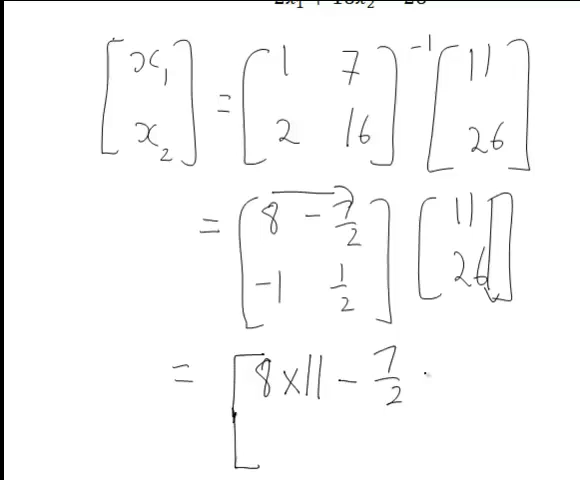 [x₁ x₂] = [1 7 2 16]⁻¹ [11 26]
= [8 -7/2 -1 1/2] [11 26]
= [8×11 - 7/2 ·